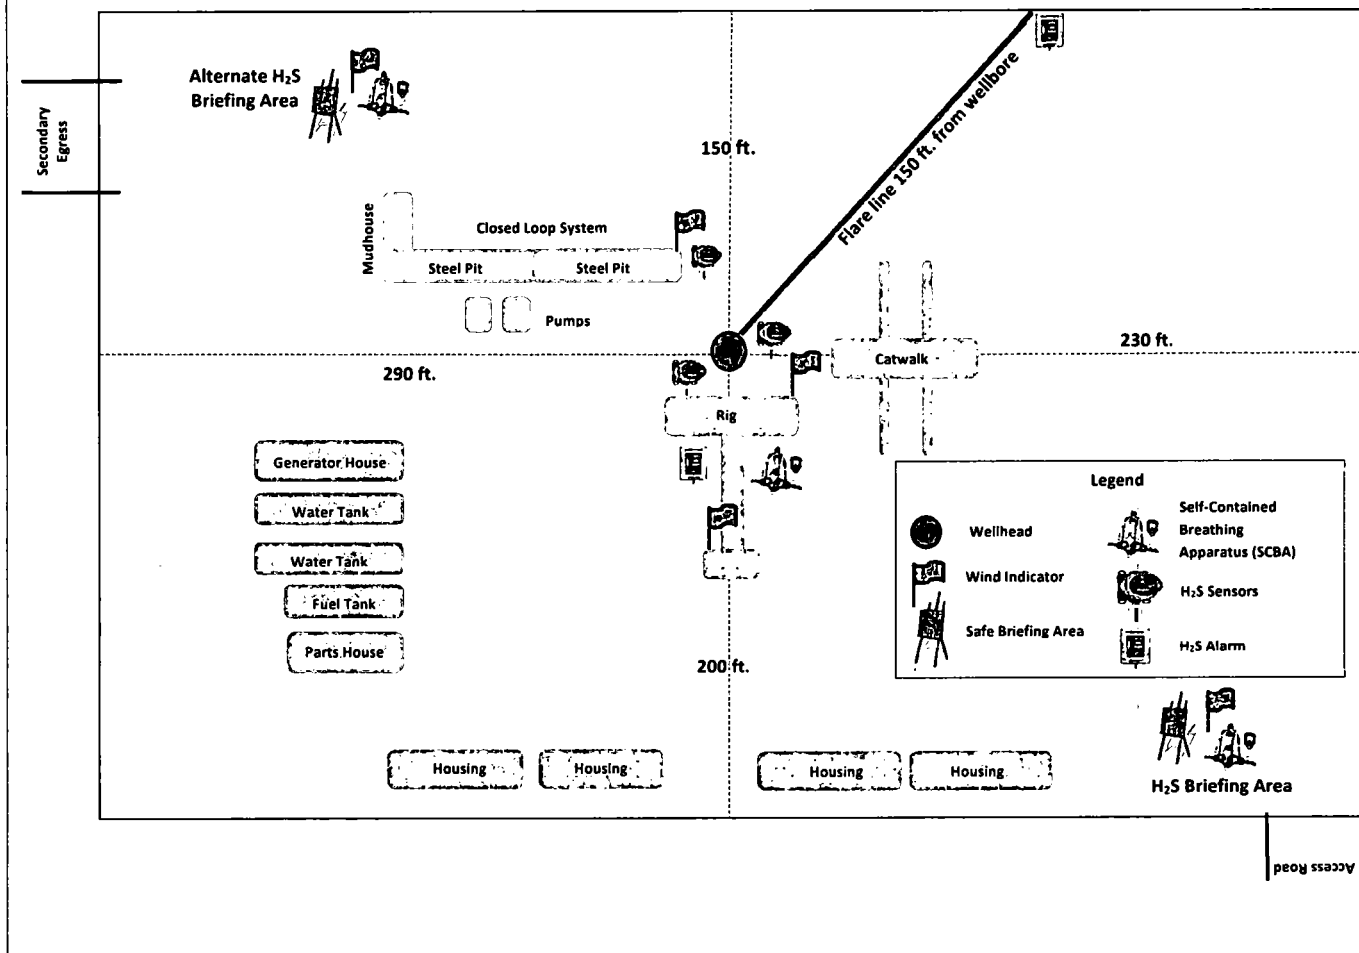 Alternate H₂S
Briefing Area
Secondary
Egress
150 ft.
Flare line 150 ft. from wellbore
Mudhouse
Closed Loop System
Steel Pit
Steel Pit
Pumps
290 ft.
230 ft.
Catwalk
Rig
Generator House
Water Tank
Water Tank
Fuel Tank
Parts House
Legend
Wellhead
Self-Contained
Breathing
Apparatus (SCBA)
Wind Indicator
H₂S Sensors
Safe Briefing Area
H₂S Alarm
200 ft.
Housing
Housing
Housing
Housing
H₂S Briefing Area
Access Road